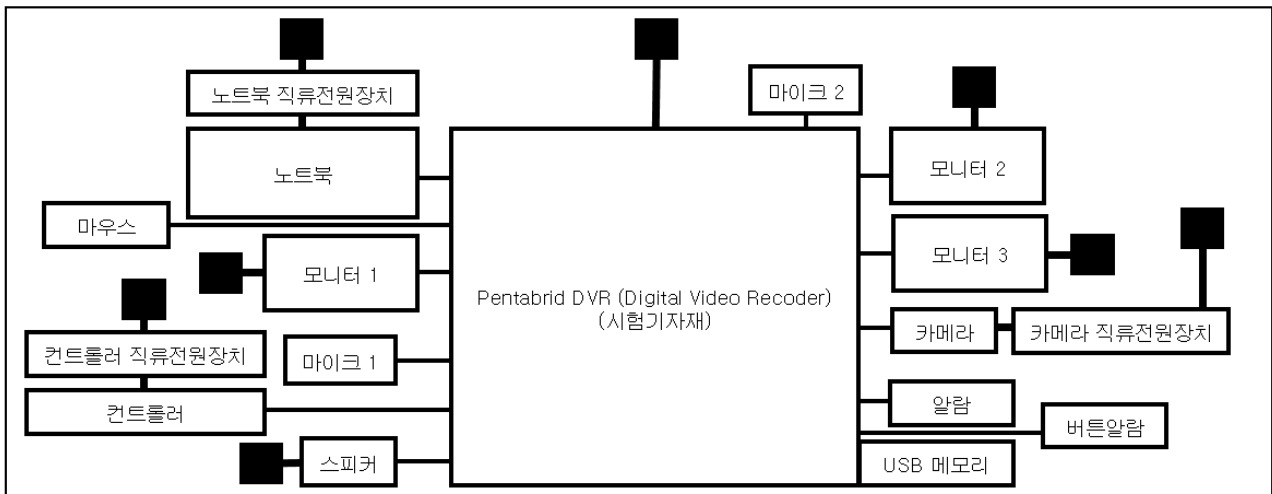 노트북 직류전원장치
마이크 2
노트북
모니터 2
마우스
모니터 1
모니터 3
Pentabrid DVR (Digital Video Recoder)
(시험기자재)
컨트롤러 직류전원장치
마이크 1
카메라
카메라 직류전원장치
컨트롤러
알람
버튼알람
스피커
USB 메모리